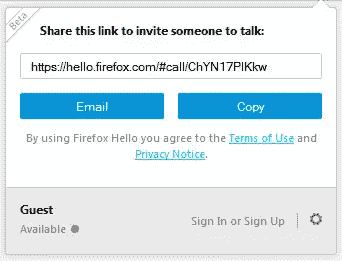 Beta
Share this link to invite someone to talk:
https://hello.firefox.com/#call/ChYN17PlKkw
Email Copy
By using Firefox Hello you agree to the Terms of Use and
Privacy Notice.
Guest
Available
Sign In or Sign Up